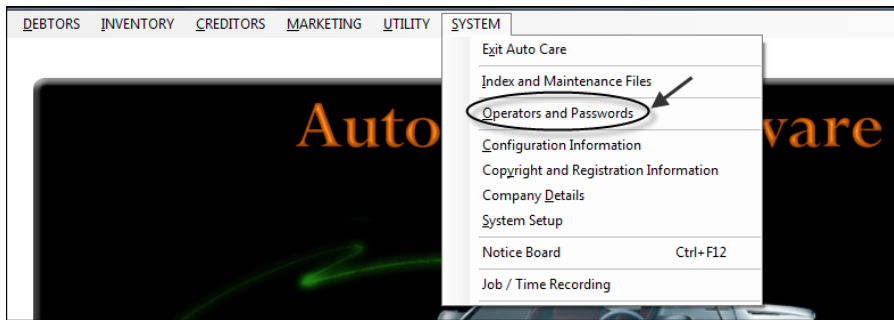 DEBTORS INVENTORY CREDITORS MARKETING UTILITY SYSTEM
Exit Auto Care
Index and Maintenance Files
Operators and Passwords
Configuration Information
Copyright and Registration Information
Company Details
System Setup
Notice Board Ctrl+F12
Job / Time Recording
Auto